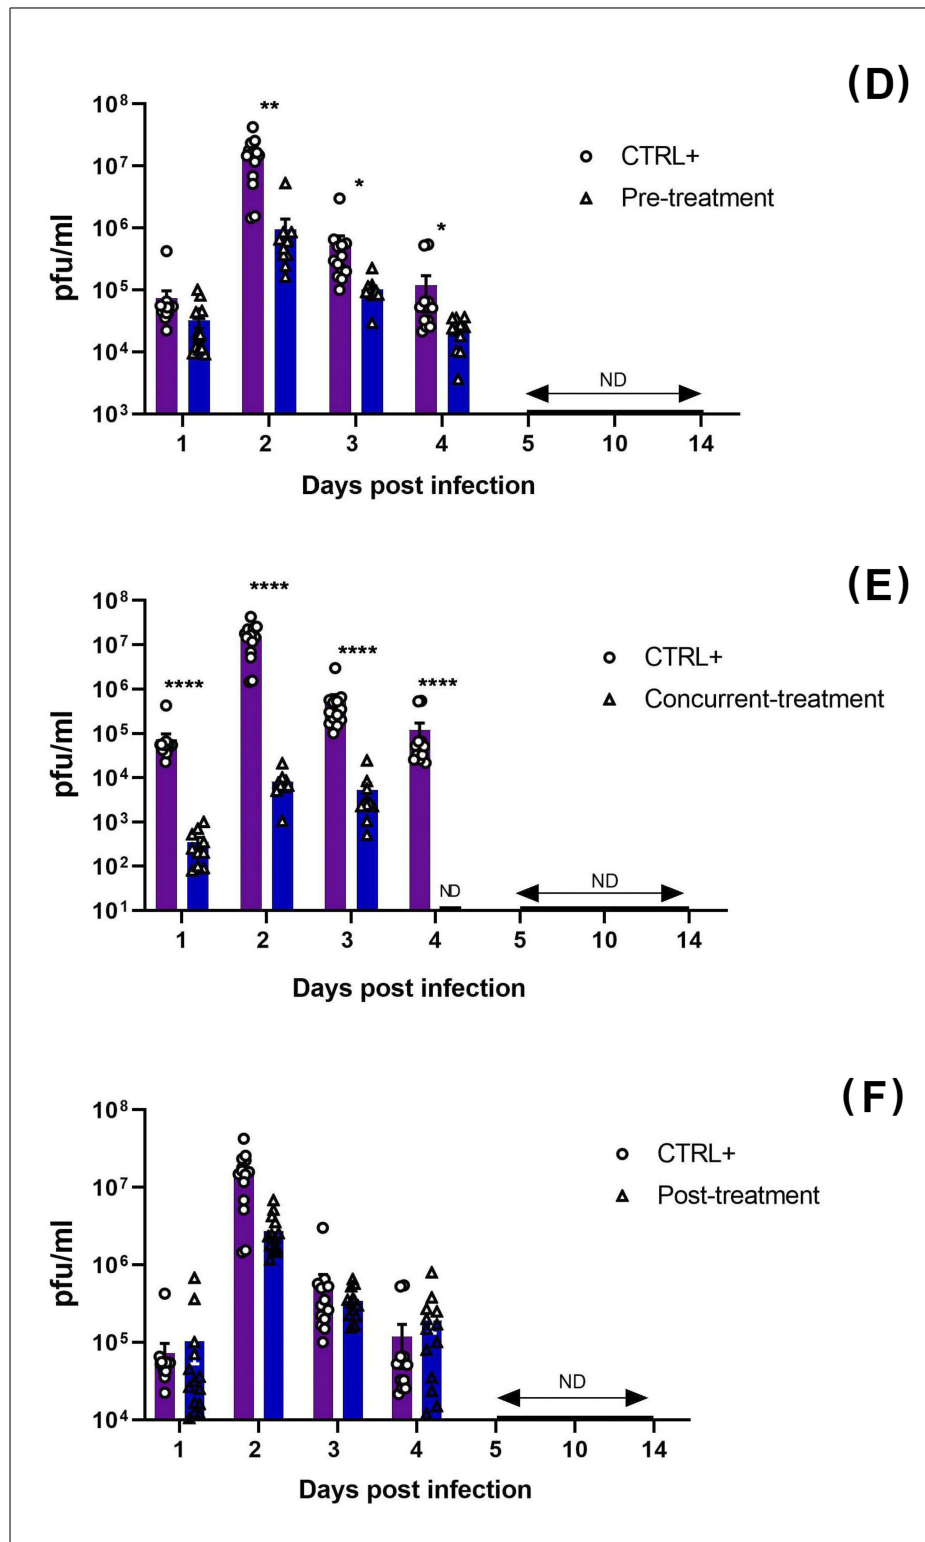 (D)
10⁸
**
CTRL+
10⁷
*
Pre-treatment
10⁶
*
pfu/ml
10⁵
10⁴
ND
10³
1 2 3 4 5 10 14
Days post infection
(E)
10⁸
****
10⁷
****
CTRL+
10⁶
****
****
Concurrent-treatment
10⁵
pfu/ml
10⁴
10³
10²
ND
ND
10¹
1 2 3 4 5 10 14
Days post infection
(F)
10⁸
CTRL+
10⁷
Post-treatment
pfu/ml
10⁶
10⁵
ND
10⁴
1 2 3 4 5 10 14
Days post infection